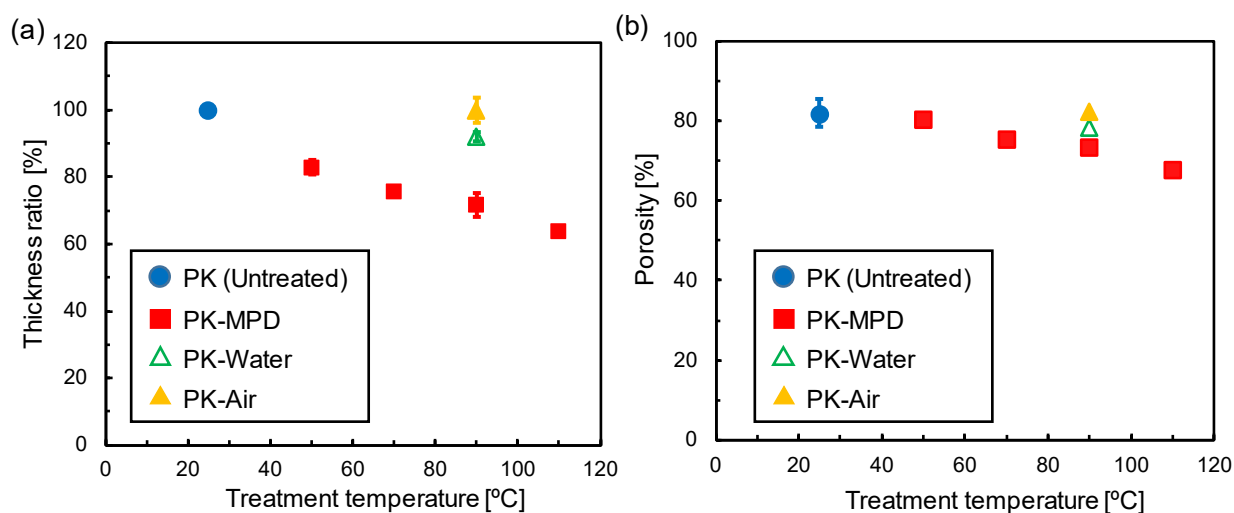 (a)
120
100
80
60
40
20
0
Thickness ratio [%]
PK (Untreated)
PK-MPD
PK-Water
PK-Air
0 20 40 60 80 100 120
Treatment temperature [ºC]
(b)
100
80
60
40
20
0
Porosity [%]
PK (Untreated)
PK-MPD
PK-Water
PK-Air
0 20 40 60 80 100 120
Treatment temperature [ºC]